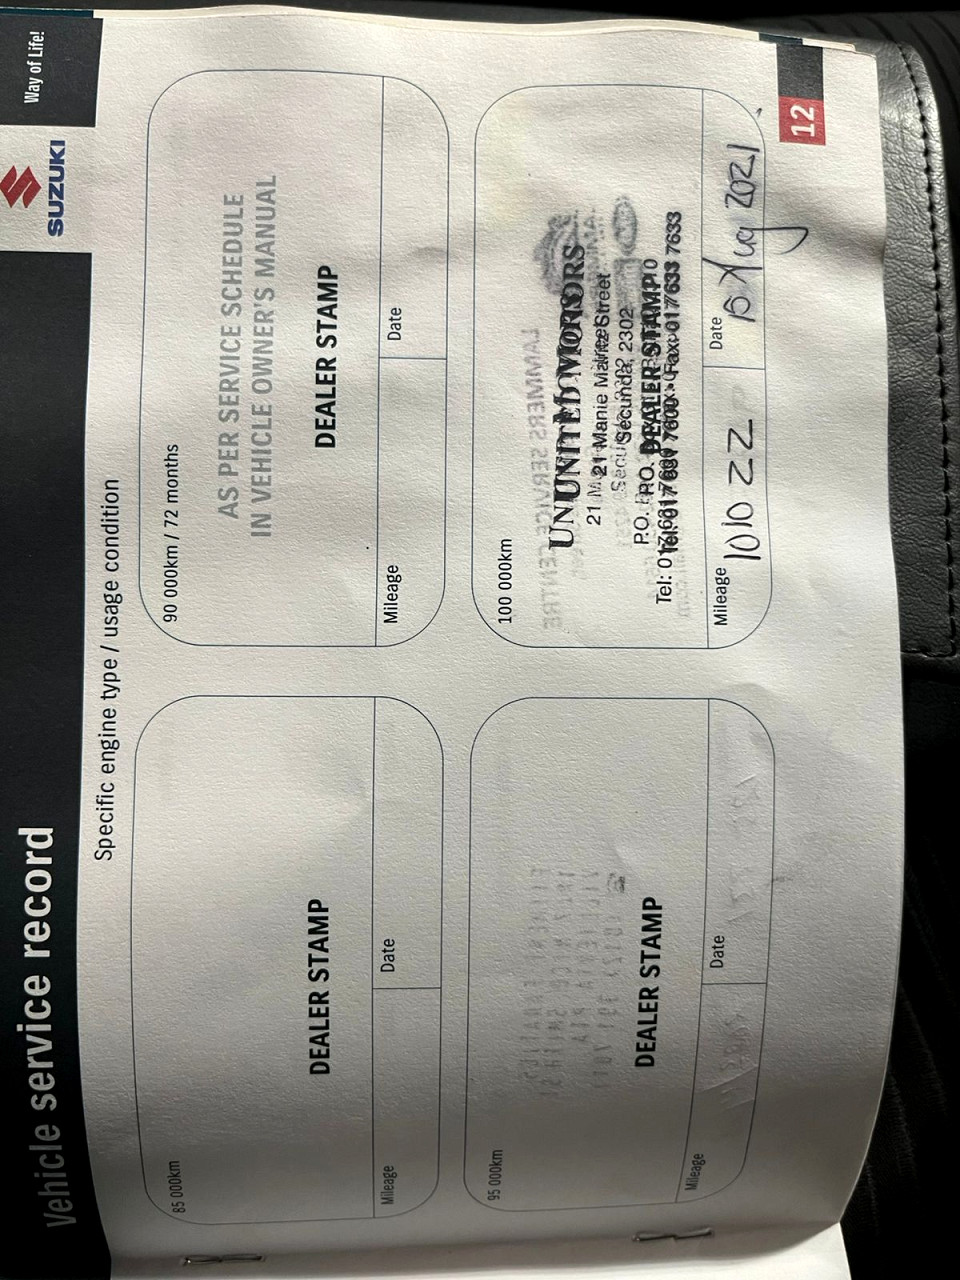 Vehicle service record
SUZUKI
Way of Life!
Specific engine type / usage condition
85 000km
DEALER STAMP
Mileage
Date
90 000km / 72 months
AS PER SERVICE SCHEDULE
IN VEHICLE OWNER'S MANUAL
DEALER STAMP
Mileage
Date
95 000km
DEALER STAMP
Mileage
Date
100 000km
UNITED MOTORS
21 Manie Maritz Street
Secunda, 2302
P.O.
DEALER STAMP
Tel: 017 631 7600 Fax: 017 633 7633
Mileage
101022
Date
Aug 2021
12